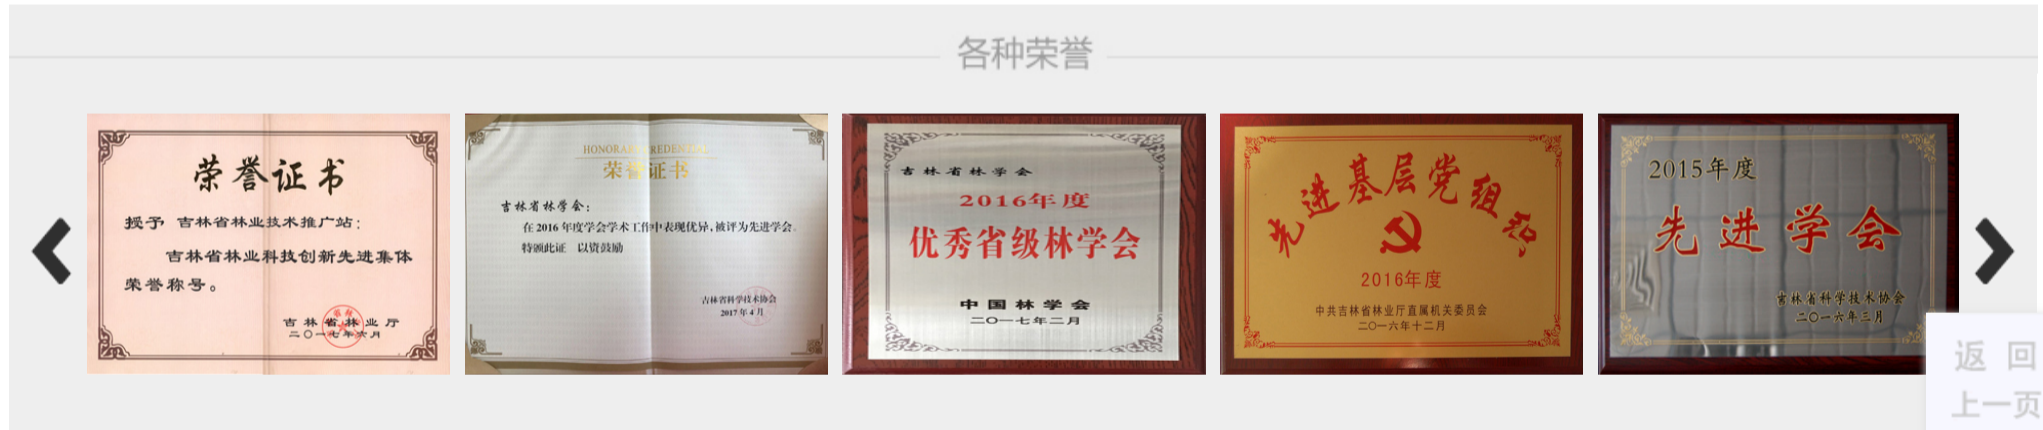 各种荣誉
荣誉证书
授予 吉林省林业技术推广站：
吉林省林业科技创新先进集体
荣誉称号。
吉林省林业厅
二〇一七年六月
HONORARY CREDENTIAL
荣誉证书
吉林省林学会：
在2016年度学会学术工作中表现优异，被评为先进学会。
特颁此证 以资鼓励
吉林省科学技术协会
2017年4月
吉林省林学会
2016年度
优秀省级林学会
中国林学会
二〇一七年二月
先进基层党组织
2016年度
中共吉林省林业厅直属机关委员会
二〇一六年十二月
2015年度
先进学会
吉林省科学技术协会
二〇一六年三月
返 回
上一页